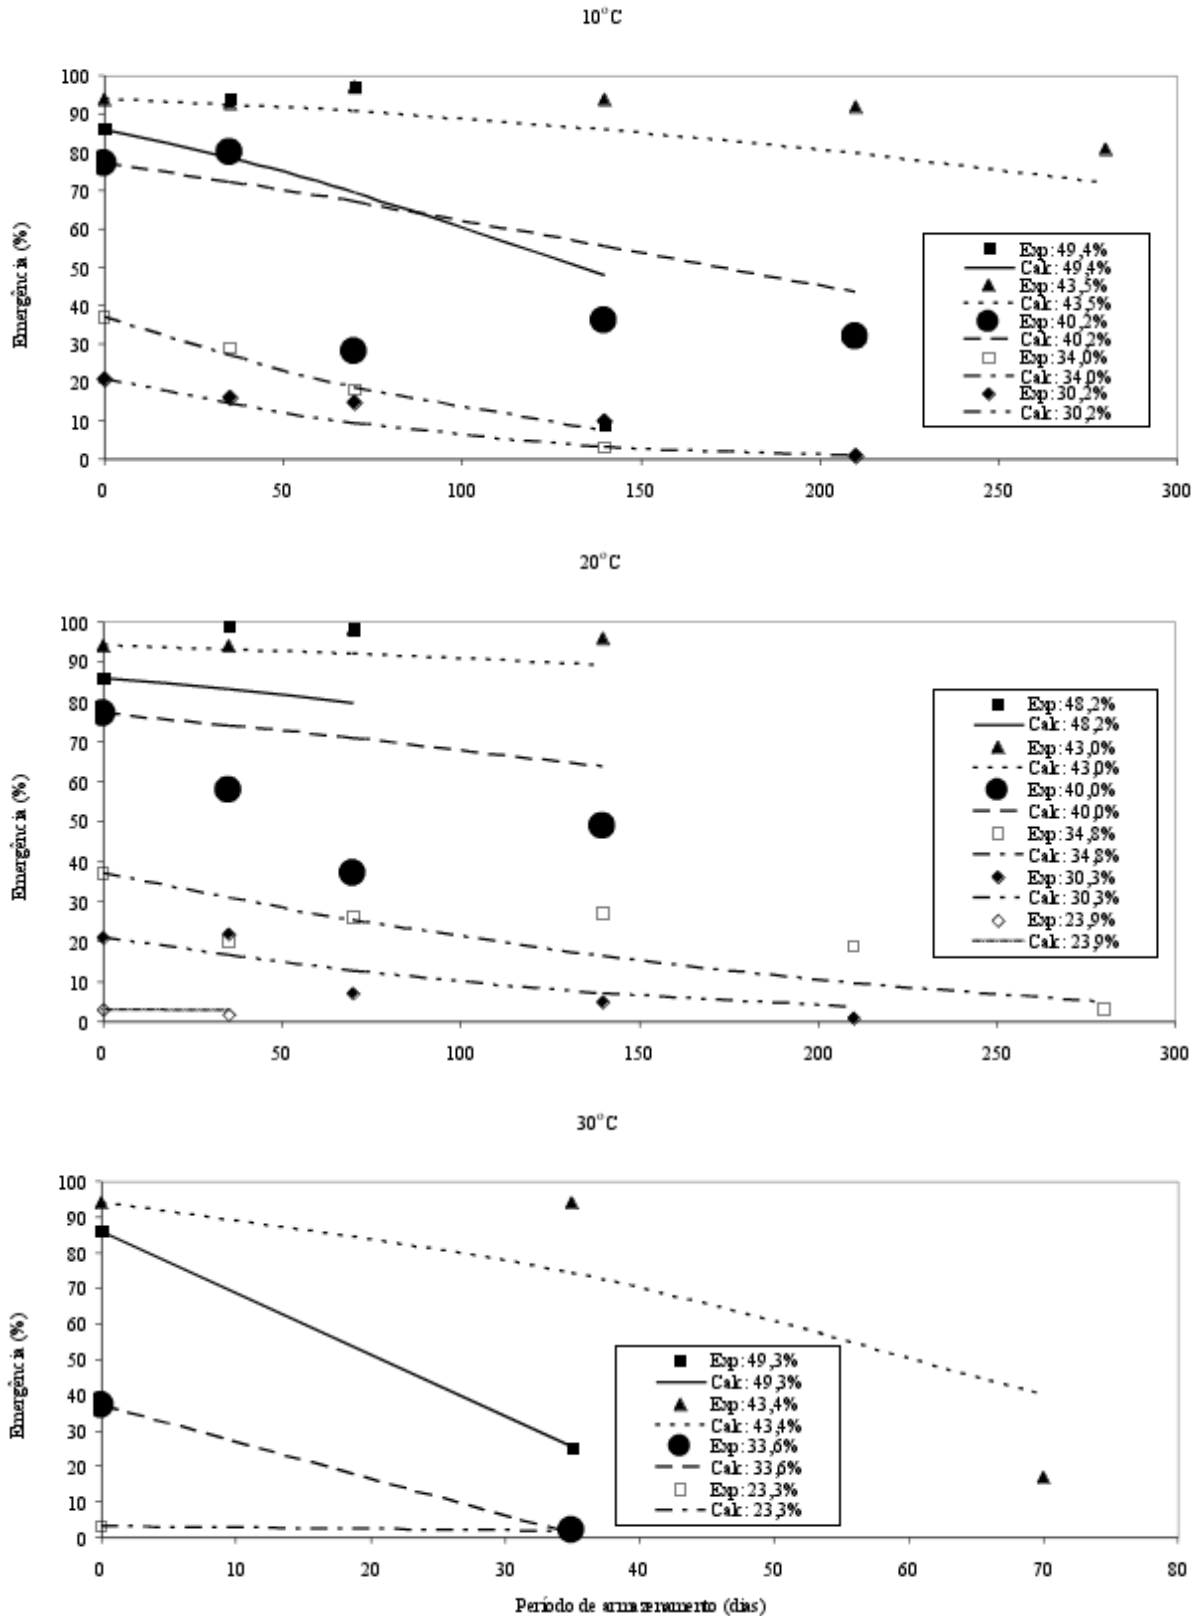 10°C
Emergência (%)
100
90
80
70
60
50
40
30
20
10
0
0 50 100 150 200 250 300
Exp: 49,4%
Calc: 49,4%
Exp: 43,5%
Calc: 43,5%
Exp: 40,2%
Calc: 40,2%
Exp: 34,0%
Calc: 34,0%
Exp: 30,2%
Calc: 30,2%
20°C
Emergência (%)
100
90
80
70
60
50
40
30
20
10
0
0 50 100 150 200 250 300
Exp: 48,2%
Calc: 48,2%
Exp: 43,0%
Calc: 43,0%
Exp: 40,0%
Calc: 40,0%
Exp: 34,8%
Calc: 34,8%
Exp: 30,3%
Calc: 30,3%
Exp: 23,9%
Calc: 23,9%
30°C
Emergência (%)
100
90
80
70
60
50
40
30
20
10
0
0 10 20 30 40 50 60 70 80
Exp: 49,3%
Calc: 49,3%
Exp: 43,4%
Calc: 43,4%
Exp: 33,6%
Calc: 33,6%
Exp: 23,3%
Calc: 23,3%
Período de armazenamento (dias)